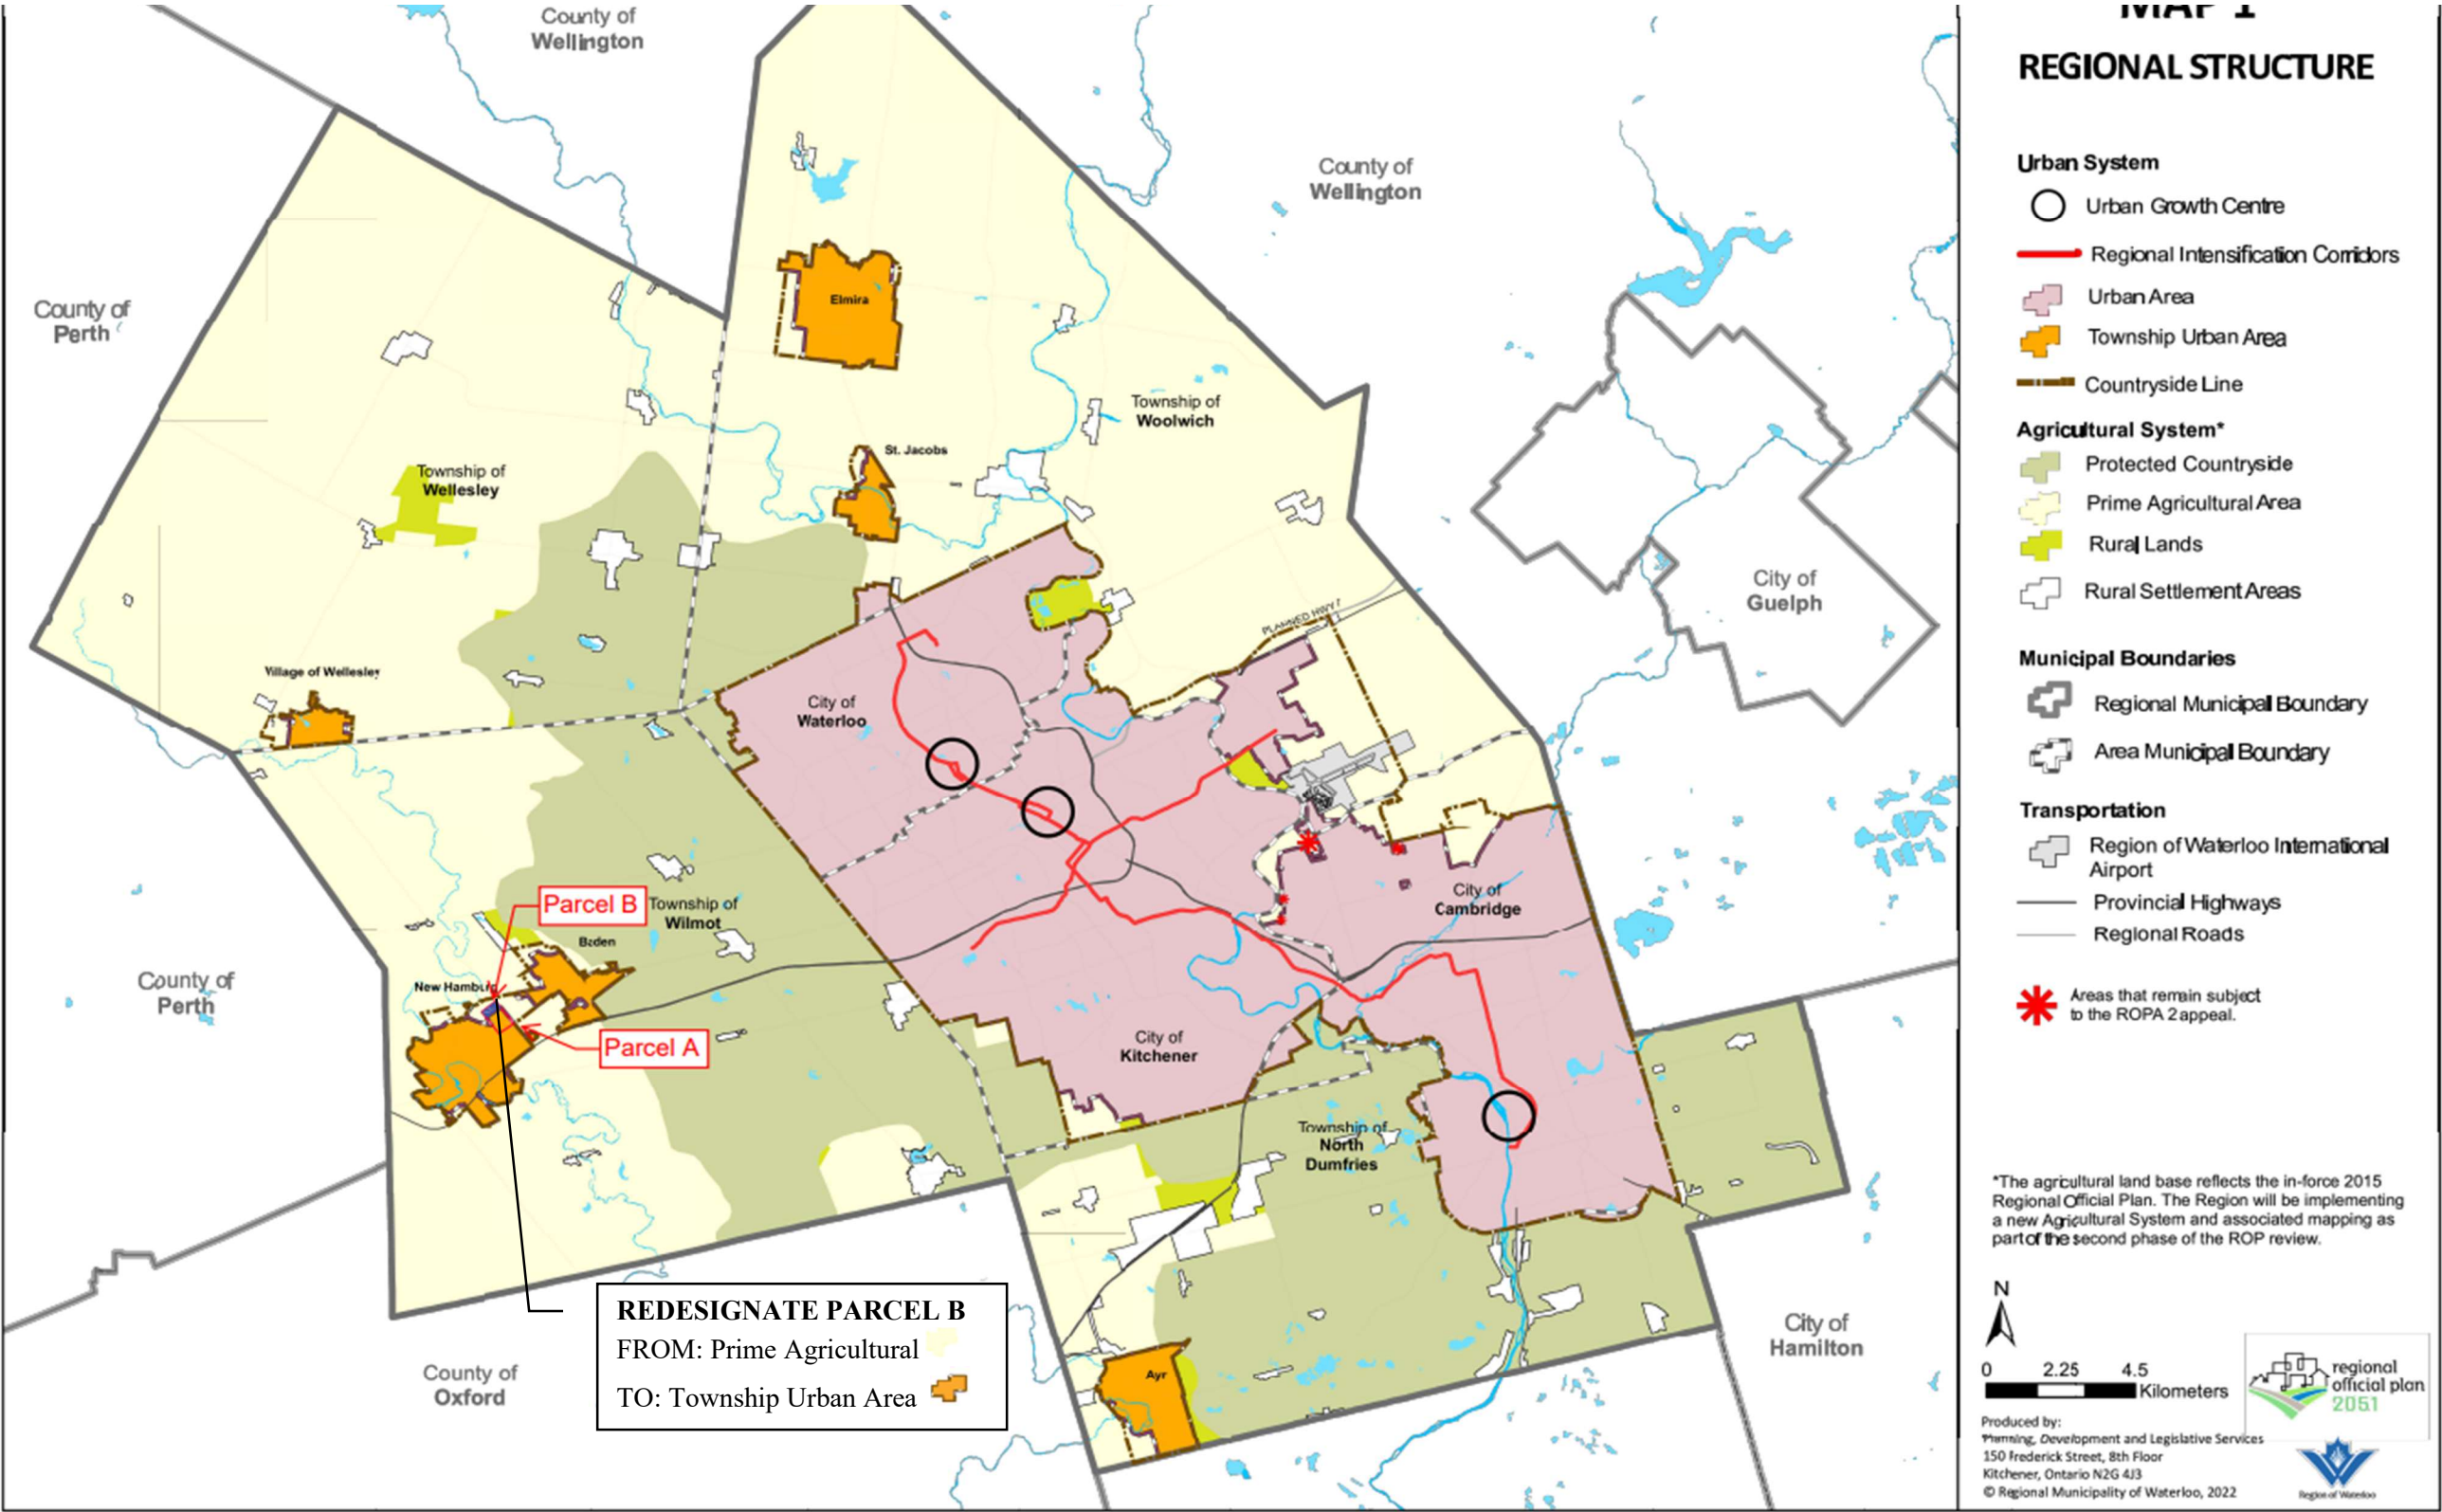 County of
Wellington
County of
Wellington
County of
Perth
Elmira
Township of
Woolwich
St. Jacobs
Township of
Wellesley
City of
Guelph
PLANNED HWY 7
Village of Wellesley
City of
Waterloo
Parcel B
Township of
Wilmot
City of
Cambridge
Baden
County of
Perth
New Hamburg
Parcel A
City of
Kitchener
Township of
North
Dumfries
City of
Hamilton
County of
Oxford
Ayr
REDESIGNATE PARCEL B
FROM: Prime Agricultural
TO: Township Urban Area
MAP 1
REGIONAL STRUCTURE
Urban System
Urban Growth Centre
Regional Intensification Corridors
Urban Area
Township Urban Area
Countryside Line
Agricultural System*
Protected Countryside
Prime Agricultural Area
Rural Lands
Rural Settlement Areas
Municipal Boundaries
Regional Municipal Boundary
Area Municipal Boundary
Transportation
Region of Waterloo International
Airport
Provincial Highways
Regional Roads
Areas that remain subject
to the ROPA 2 appeal.
*The agricultural land base reflects the in-force 2015
Regional Official Plan. The Region will be implementing
a new Agricultural System and associated mapping as
part of the second phase of the ROP review.
N
0 2.25 4.5
Kilometers
regional
official plan
2051
Produced by:
Planning, Development and Legislative Services
150 Frederick Street, 8th Floor
Kitchener, Ontario N2G 4J3
© Regional Municipality of Waterloo, 2022
Region of Waterloo